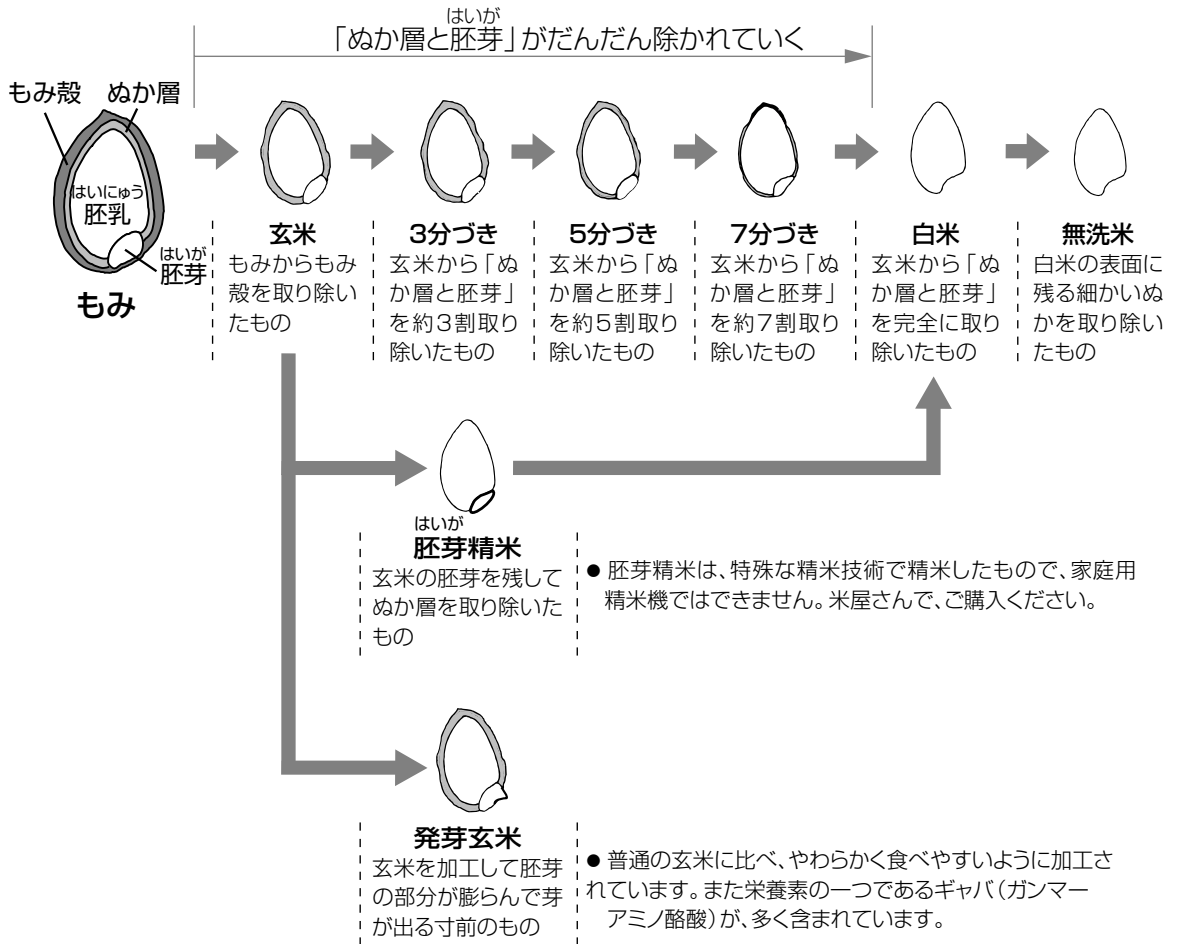 はいが
「ぬか層と胚芽」がだんだん除かれていく
もみ殻 ぬか層
はいにゅう
胚乳
はいが
胚芽
もみ
玄米
もみからもみ
殻を取り除い
たもの
3分づき
玄米から「ぬ
か層と胚芽」
を約3割取り
除いたもの
5分づき
玄米から「ぬ
か層と胚芽」
を約5割取り
除いたもの
7分づき
玄米から「ぬ
か層と胚芽」
を約7割取り
除いたもの
白米
玄米から「ぬ
か層と胚芽」
を完全に取り
除いたもの
無洗米
白米の表面に
残る細かいぬ
かを取り除い
たもの
はいが
胚芽精米
玄米の胚芽を残して
ぬか層を取り除いた
もの
● 胚芽精米は、特殊な精米技術で精米したもので、家庭用
精米機ではできません。米屋さんで、ご購入ください。
発芽玄米
玄米を加工して胚芽
の部分が膨らんで芽
が出る寸前のもの
● 普通の玄米に比べ、やわらかく食べやすいように加工さ
れています。また栄養素の一つであるギャバ(ガンマー
アミノ酪酸)が、多く含まれています。